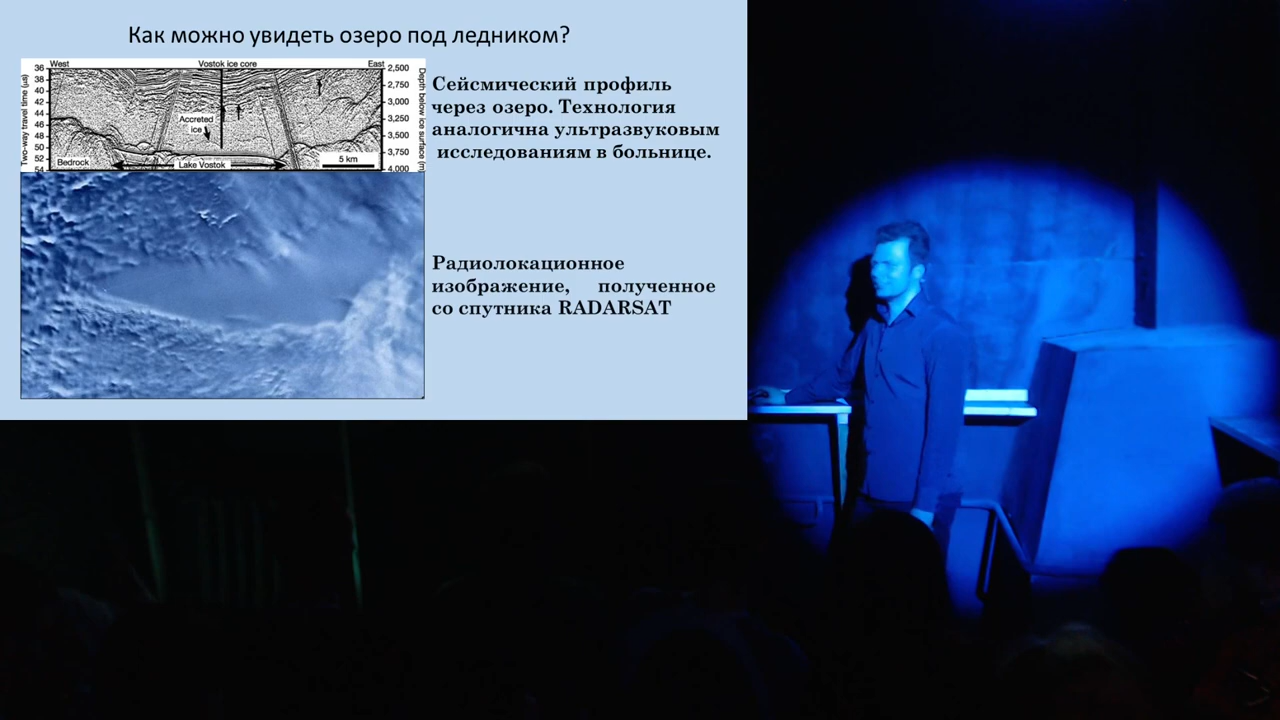 Как можно увидеть озеро под ледником?
West Vostok ice core East
36 2,500
38 2,750
40
42 3,000
44 3,250
46
48 3,500
50 3,750
52
54 4,000
Two-way travel time (µs)
Depth below ice surface (m)
Accreted
ice
Bedrock
Lake Vostok
5 km
Сейсмический профиль
через озеро. Технология
аналогична ультразвуковым
исследованиям в больнице.
Радиолокационное
изображение, полученное
со спутника RADARSAT